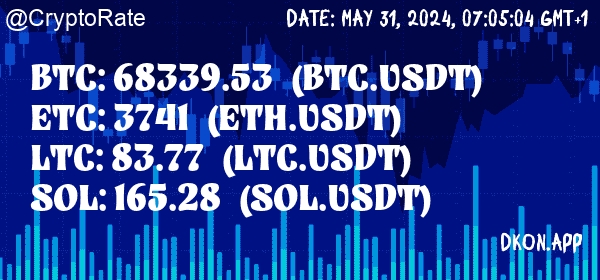 @CryptoRate
DATE: MAY 31, 2024, 07:05:04 GMT+1
BTC: 68339.53 (BTC.USDT)
ETC: 3741 (ETH.USDT)
LTC: 83.77 (LTC.USDT)
SOL: 165.28 (SOL.USDT)
DKON.APP